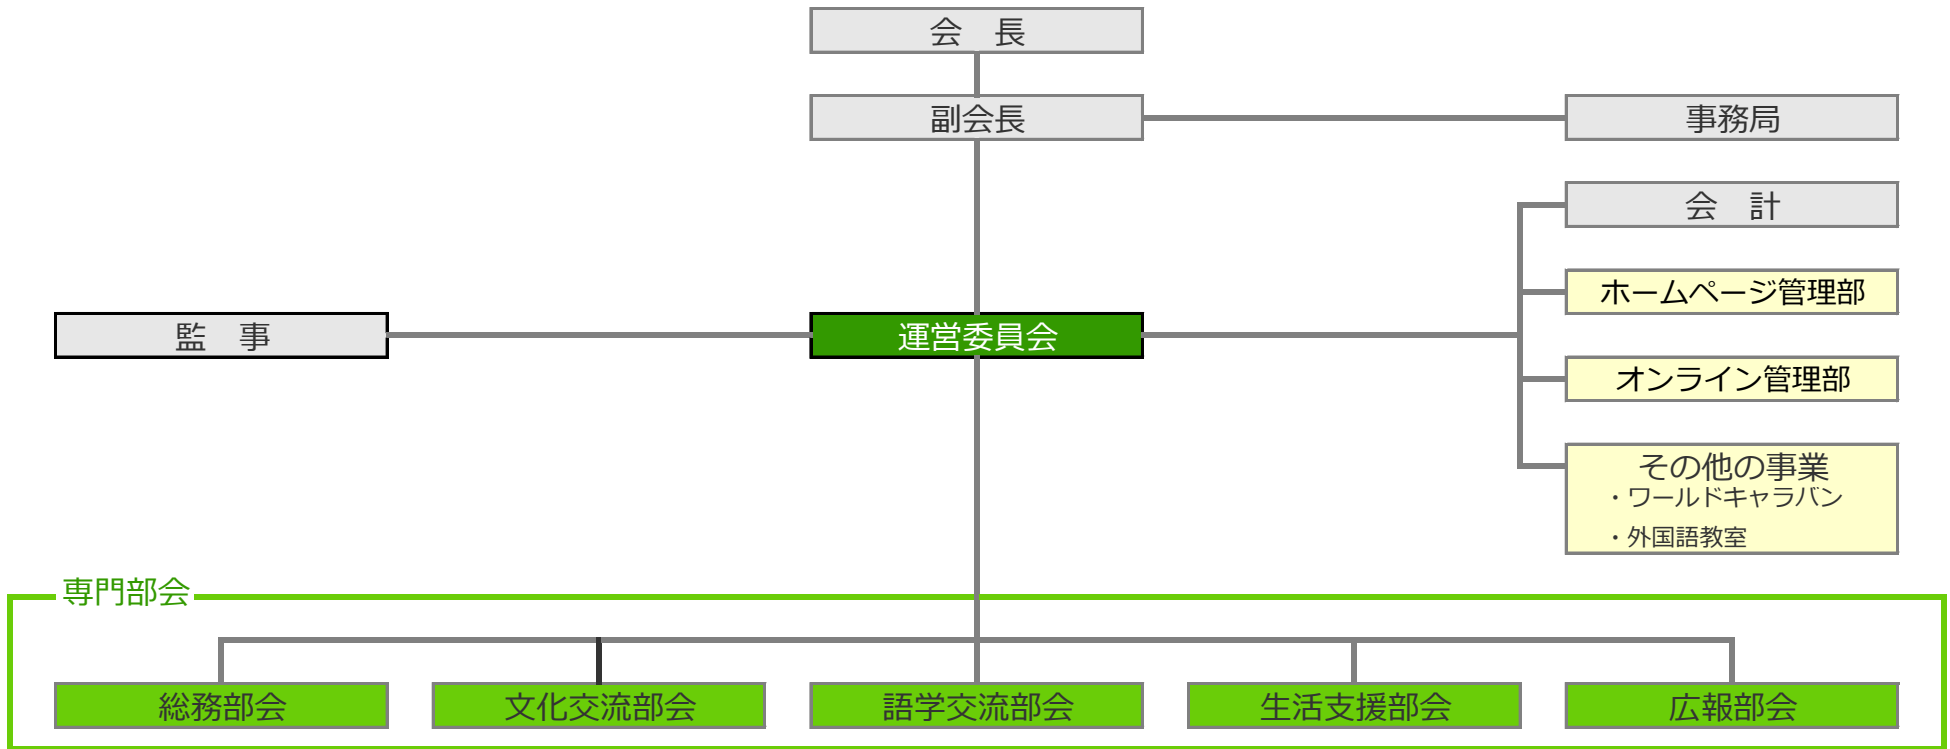 会　長
副会長
事務局
会　計
ホームページ管理部
監　事
運営委員会
オンライン管理部
その他の事業
・ワールドキャラバン
・外国語教室
専門部会
総務部会
文化交流部会
語学交流部会
生活支援部会
広報部会